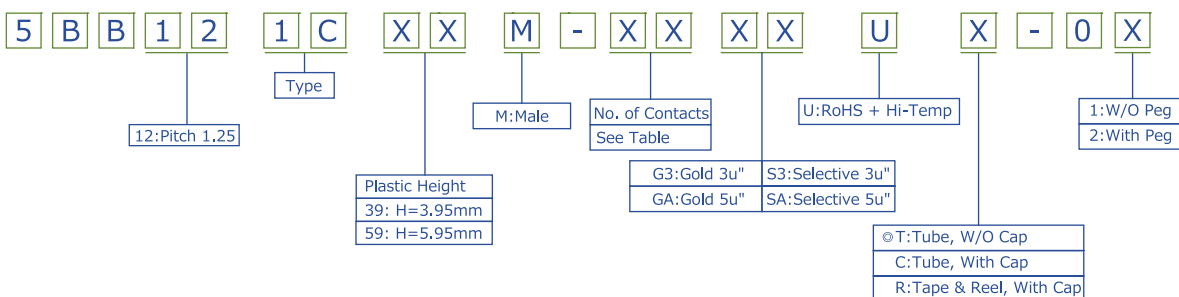 5 B B 1 2 1 C X X M - X X X X U X - 0 X
Type
12:Pitch 1.25
Plastic Height
39: H=3.95mm
59: H=5.95mm
M:Male
No. of Contacts
See Table
G3:Gold 3u" S3:Selective 3u"
GA:Gold 5u" SA:Selective 5u"
U:RoHS + Hi-Temp
◎T:Tube, W/O Cap
C:Tube, With Cap
R:Tape & Reel, With Cap
1:W/O Peg
2:With Peg